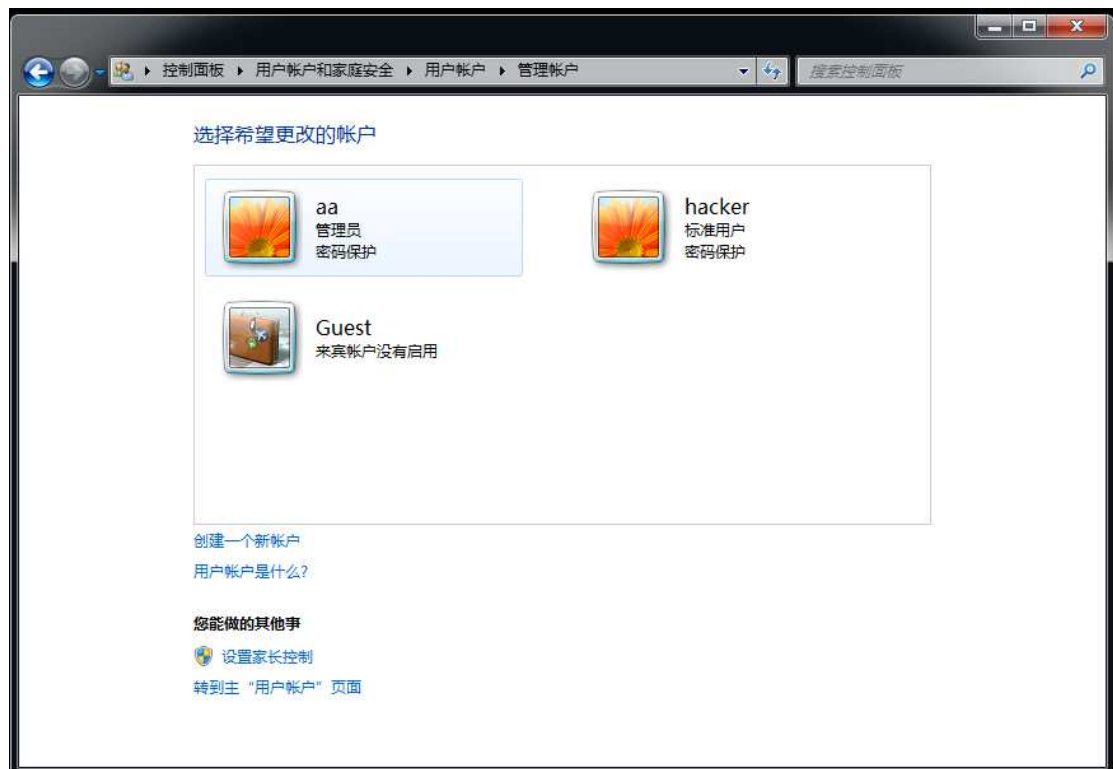 控制面板 ▸ 用户帐户和家庭安全 ▸ 用户帐户 ▸ 管理帐户
搜索控制面板
选择希望更改的帐户
aa
管理员
密码保护
hacker
标准用户
密码保护
Guest
来宾帐户没有启用
创建一个新帐户
用户帐户是什么?
您能做的其他事
设置家长控制
转到主“用户帐户”页面